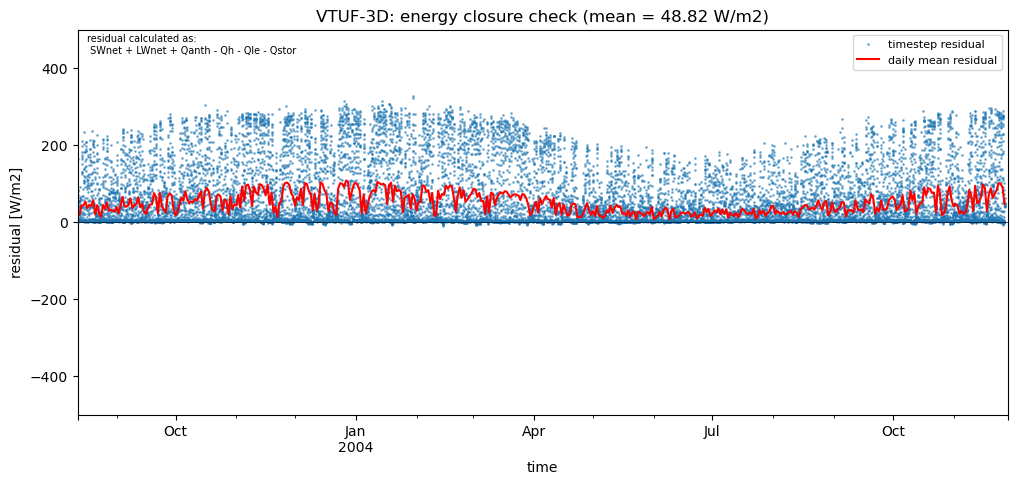 VTUF-3D: energy closure check (mean = 48.82 W/m2)
residual calculated as:
SWnet + LWnet + Qanth - Qh - Qle - Qstor
timestep residual
daily mean residual
residual [W/m2]
400
200
0
−200
−400
Oct
Jan
2004
Apr
Jul
Oct
time